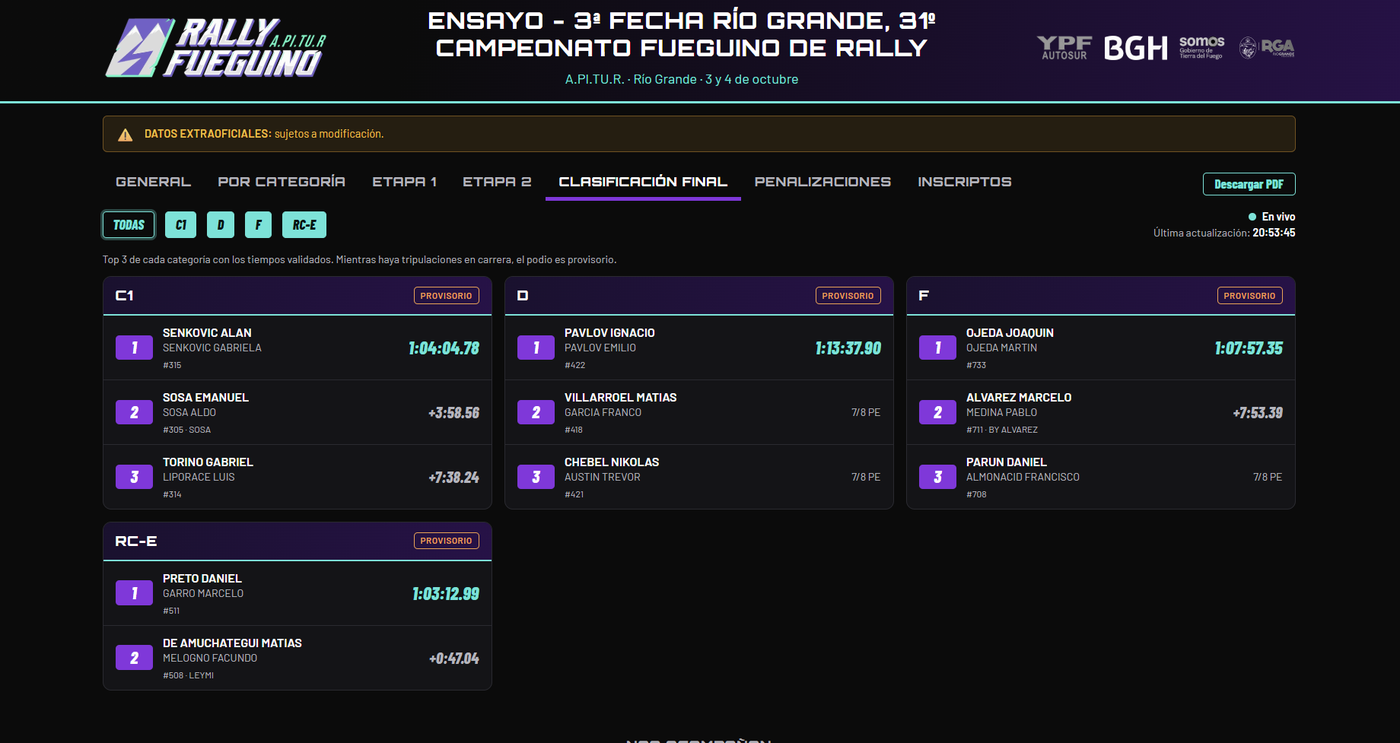 RALLY
A.PI.TU.R
FUEGUINO
ENSAYO - 3ª FECHA RÍO GRANDE, 31º
CAMPEONATO FUEGUINO DE RALLY
A.PI.TU.R. · Río Grande · 3 y 4 de octubre
YPF
AUTOSUR
BGH
somos
Gobierno de
Tierra del Fuego
RGA
DATOS EXTRAOFICIALES: sujetos a modificación.
GENERAL POR CATEGORÍA ETAPA 1 ETAPA 2 CLASIFICACIÓN FINAL PENALIZACIONES INSCRIPTOS
Descargar PDF
TODAS C1 D F RC-E
En vivo
Última actualización: 20:53:45
Top 3 de cada categoría con los tiempos validados. Mientras haya tripulaciones en carrera, el podio es provisorio.
C1 PROVISORIO
1 SENKOVIC ALAN
SENKOVIC GABRIELA 1:04:04.78
#315
2 SOSA EMANUEL
SOSA ALDO +3:58.56
#305 · SOSA
3 TORINO GABRIEL
LIPORACE LUIS +7:38.24
#314
D PROVISORIO
1 PAVLOV IGNACIO
PAVLOV EMILIO 1:13:37.90
#422
2 VILLARROEL MATIAS
GARCIA FRANCO 7/8 PE
#418
3 CHEBEL NIKOLAS
AUSTIN TREVOR 7/8 PE
#421
F PROVISORIO
1 OJEDA JOAQUIN
OJEDA MARTIN 1:07:57.35
#733
2 ALVAREZ MARCELO
MEDINA PABLO +7:53.39
#711 · BY ALVAREZ
3 PARUN DANIEL
ALMONACID FRANCISCO 7/8 PE
#708
RC-E PROVISORIO
1 PRETO DANIEL
GARRO MARCELO 1:03:12.99
#511
2 DE AMUCHATEGUI MATIAS
MELOGNO FACUNDO +0:47.04
#508 · LEYMI